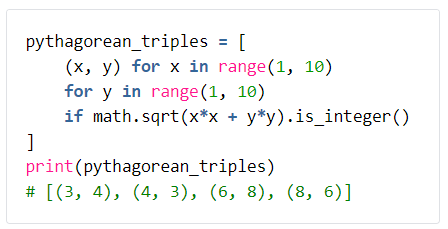 pythagorean_triples = [
    (x, y) for x in range(1, 10)
    for y in range(1, 10)
    if math.sqrt(x*x + y*y).is_integer()
]
print(pythagorean_triples)
# [(3, 4), (4, 3), (6, 8), (8, 6)]